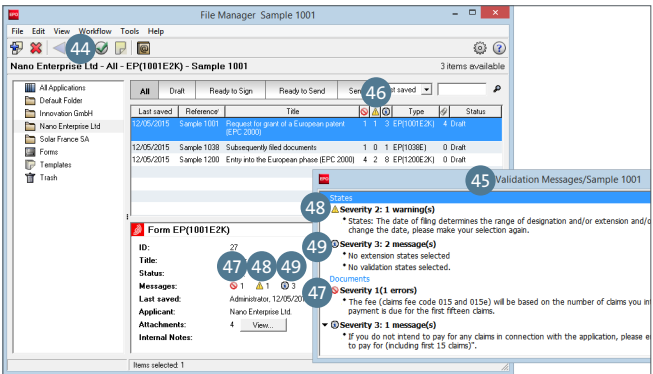 EPO File Manager Sample 1001
File Edit View Workflow Tools Help
44
Nano Enterprise Ltd - All - EP(1001E2K) - Sample 1001
3 items available
All Applications
Default Folder
Innovation GmbH
Nano Enterprise Ltd
Solar France SA
Forms
Templates
Trash
All Draft Ready to Sign Ready to Send Sen 46 st saved
Last saved Reference Title Type Status
12/05/2015 Sample 1001 Request for grant of a European patent 1 1 3 EP(1001E2K) 4 Draft
(EPC 2000)
12/05/2015 Sample 1038 Subsequently filed documents 1 0 1 EP(1038E) 0 Draft
12/05/2015 Sample 1200 Entry into the European phase (EPC 2000) 4 2 8 EP(1200E2K) 0 Draft
Form EP(1001E2K)
ID: 27
Title:
Status: 47 48 49
Messages: 1 1 3
Last saved: Administrator, 12/05/201
Applicant: Nano Enterprise Ltd.
Attachments: 4 View...
Internal Notes:
Items selected: 1
EPO 45 Validation Messages/Sample 1001
States
48 Severity 2: 1 warning(s)
* States: The date of filing determines the range of designation and/or extension and/o
change the date, please make your selection again.
49 Severity 3: 2 message(s)
* No extension states selected
* No validation states selected.
Documents
47 Severity 1(1 errors)
* The fee (claims fee code 015 and 015e) will be based on the number of claims you in
payment is due for the first fifteen claims.
Severity 3: 1 message(s)
* If you do not intend to pay for any claims in connection with the application, please e
to pay for (including first 15 claims)".